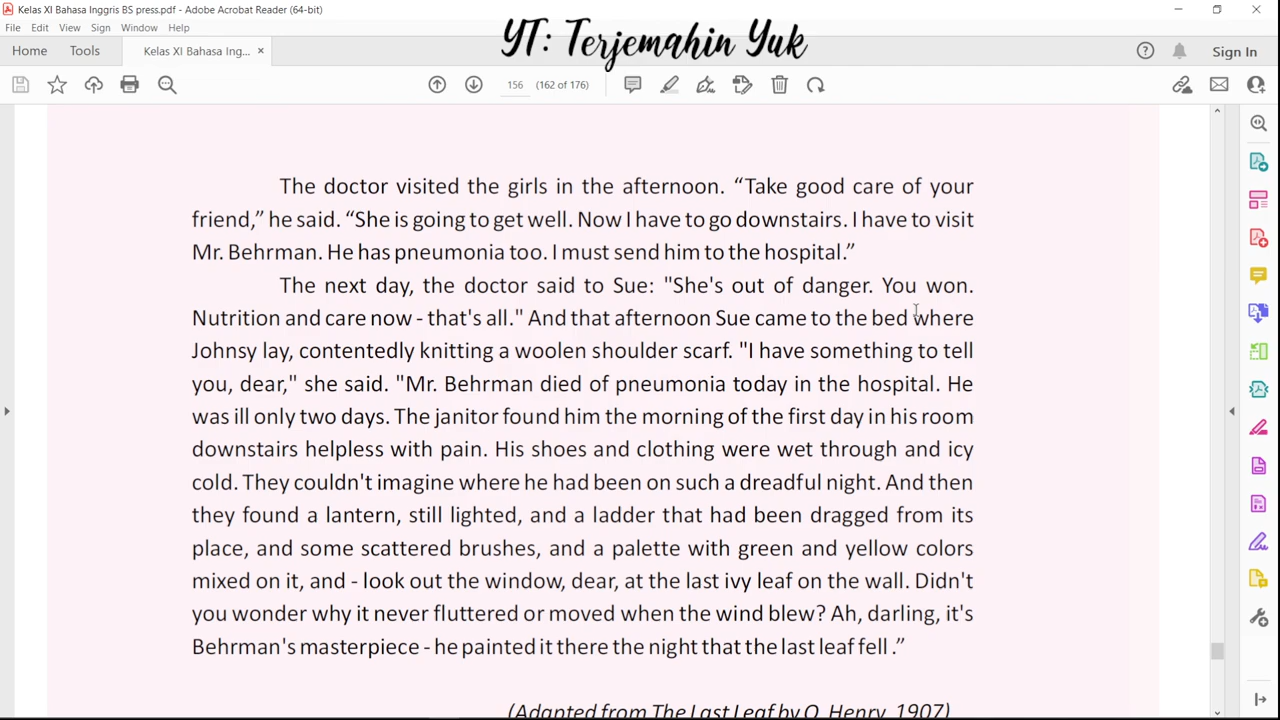 Kelas XI Bahasa Inggris BS press.pdf - Adobe Acrobat Reader (64-bit)
YT: Terjemahin Yuk
File Edit View Sign Window Help
Home Tools Kelas XI Bahasa Ing... × Sign In
156 (162 of 176)
The doctor visited the girls in the afternoon. “Take good care of your
friend,” he said. “She is going to get well. Now I have to go downstairs. I have to visit
Mr. Behrman. He has pneumonia too. I must send him to the hospital.”
The next day, the doctor said to Sue: "She's out of danger. You won.
Nutrition and care now - that's all." And that afternoon Sue came to the bed where
Johnsy lay, contentedly knitting a woolen shoulder scarf. "I have something to tell
you, dear," she said. "Mr. Behrman died of pneumonia today in the hospital. He
was ill only two days. The janitor found him the morning of the first day in his room
downstairs helpless with pain. His shoes and clothing were wet through and icy
cold. They couldn't imagine where he had been on such a dreadful night. And then
they found a lantern, still lighted, and a ladder that had been dragged from its
place, and some scattered brushes, and a palette with green and yellow colors
mixed on it, and - look out the window, dear, at the last ivy leaf on the wall. Didn't
you wonder why it never fluttered or moved when the wind blew? Ah, darling, it's
Behrman's masterpiece - he painted it there the night that the last leaf fell .”
(Adapted from The Last Leaf by O. Henry, 1907)